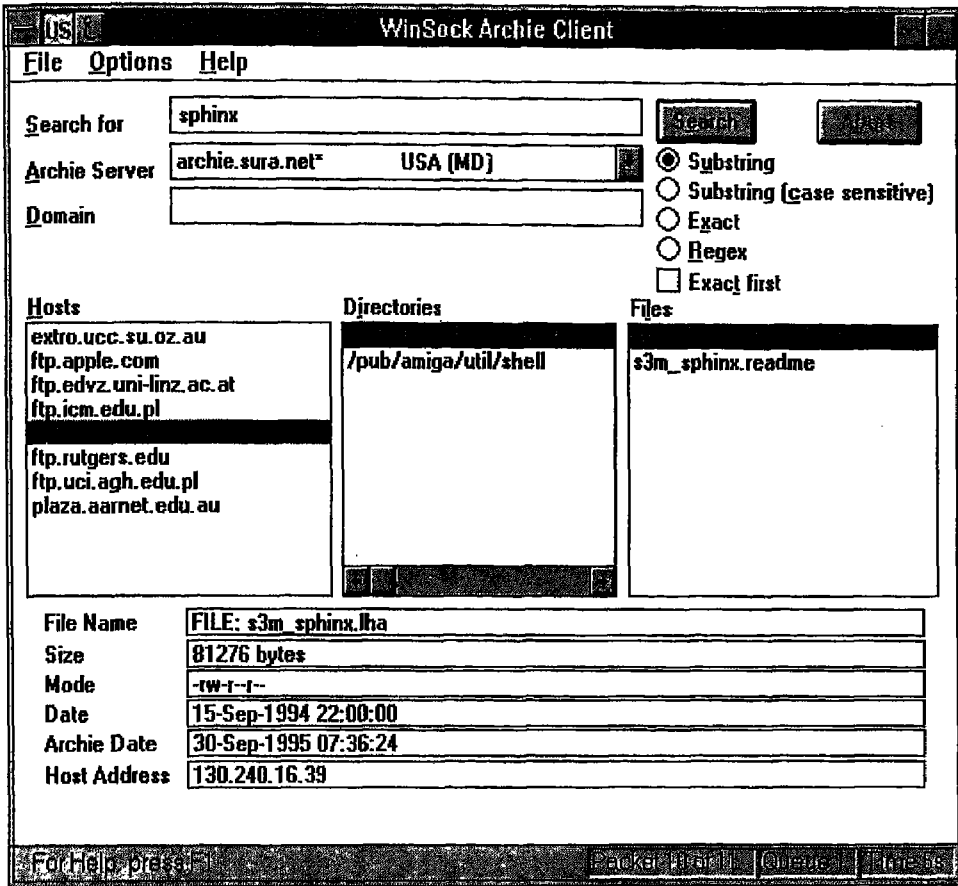 WinSock Archie Client
File Options Help
Search for
sphinx
Search
Abort
Archie Server
archie.sura.net* USA (MD)
Domain
Substring
Substring (case sensitive)
Exact
Regex
Exact first
Hosts
extro.ucc.su.oz.au
ftp.apple.com
ftp.edvz.uni-linz.ac.at
ftp.icm.edu.pl
ftp.rutgers.edu
ftp.uci.agh.edu.pl
plaza.aarnet.edu.au
Directories
/pub/amiga/util/shell
Files
s3m_sphinx.readme
File Name FILE: s3m_sphinx.lha
Size 81276 bytes
Mode -rw-r--r--
Date 15-Sep-1994 22:00:00
Archie Date 30-Sep-1995 07:36:24
Host Address 130.240.16.39
For Help, press F1